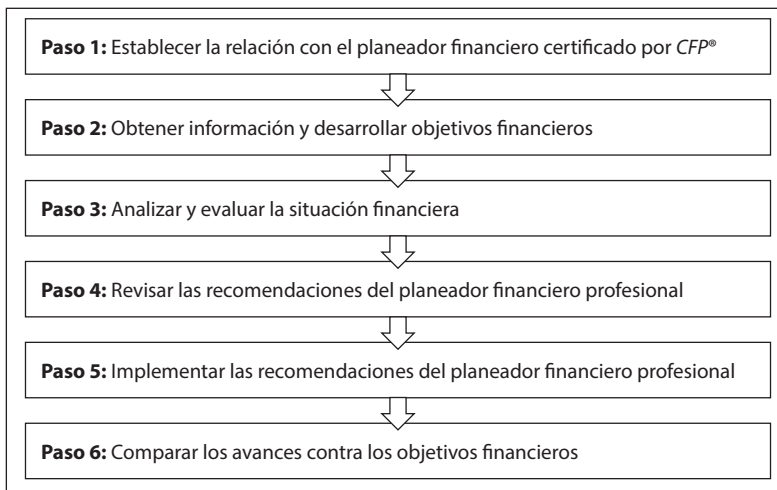 Paso 1: Establecer la relación con el planeador financiero certificado por CFP®
Paso 2: Obtener información y desarrollar objetivos financieros
Paso 3: Analizar y evaluar la situación financiera
Paso 4: Revisar las recomendaciones del planeador financiero profesional
Paso 5: Implementar las recomendaciones del planeador financiero profesional
Paso 6: Comparar los avances contra los objetivos financieros